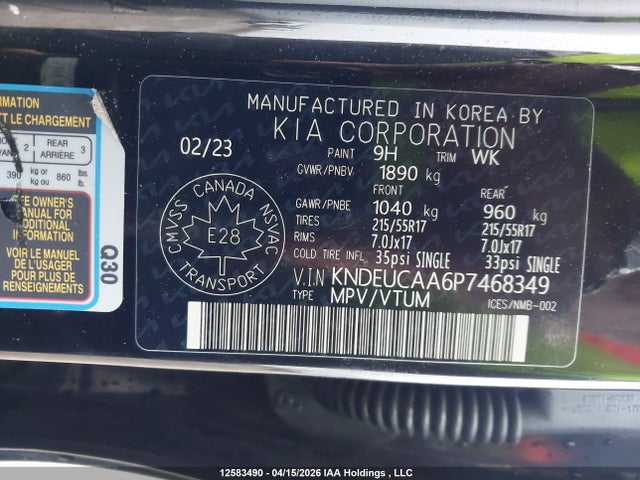 RMATION
ET LE CHARGEMENT
2 REAR ARRIÈRE 3
390 kg ou kg or 860 lbs. lb.
OWNER'S
MANUAL FOR
ADDITIONAL
INFORMATION
VOIR LE MANUEL
DE L'USAGER
POUR PLUS DE
RENSEIGNEMENTS
Q30
MANUFACTURED IN KOREA BY
KIA CORPORATION
02/23 PAINT 9H TRIM WK
GVWR/PNBV 1890 kg
FRONT REAR
GAWR/PNBE 1040 kg 960 kg
TIRES 215/55R17 215/55R17
RIMS 7.0Jx17 7.0Jx17
COLD TIRE INFL. 35psi SINGLE 33psi SINGLE
V.I.N KNDEUCAA6P7468349
TYPE MPV/VTUM ICES/NMB-002
CANADA
CMVSS NSVAC
E28
TRANSPORT
12583490 - 04/15/2026 IAA Holdings , LLC